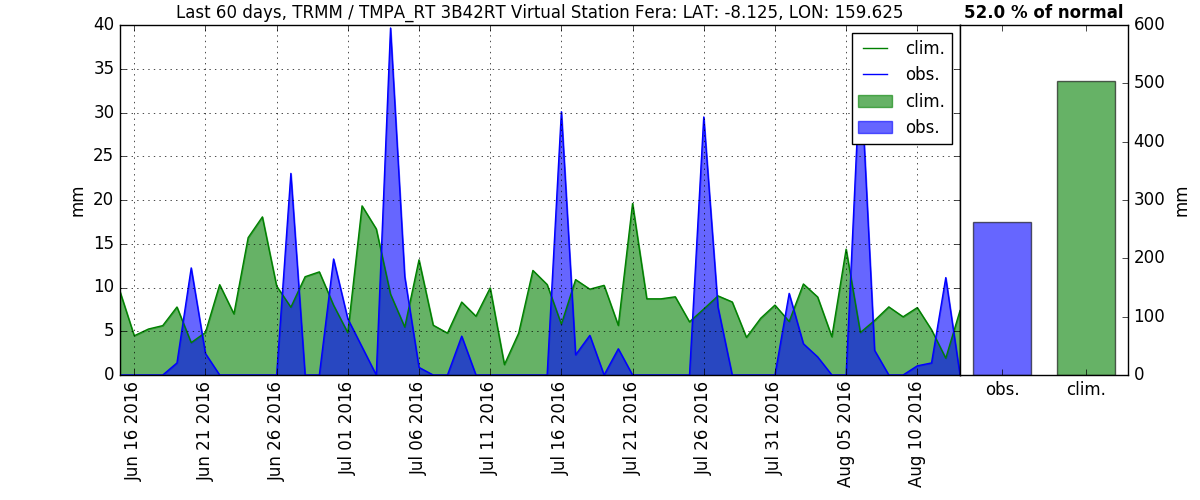 Last 60 days, TRMM / TMPA_RT 3B42RT Virtual Station Fera: LAT: -8.125, LON: 159.625
52.0 % of normal
40
35
30
25
20
15
10
5
0
mm
clim.
obs.
clim.
obs.
Jun 16 2016
Jun 21 2016
Jun 26 2016
Jul 01 2016
Jul 06 2016
Jul 11 2016
Jul 16 2016
Jul 21 2016
Jul 26 2016
Jul 31 2016
Aug 05 2016
Aug 10 2016
600
500
400
300
200
100
0
mm
obs.
clim.